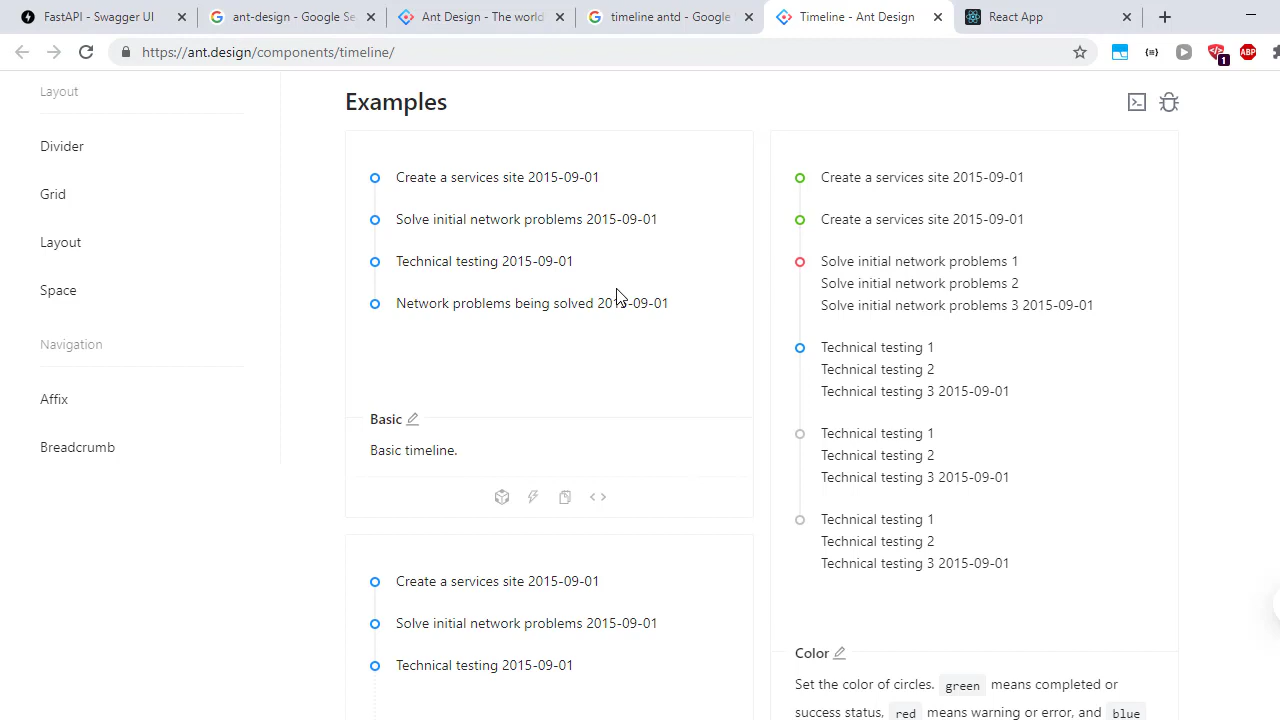 FastAPI - Swagger UI
ant-design - Google Se
Ant Design - The world'
timeline antd - Google
Timeline - Ant Design
React App
https://ant.design/components/timeline/
1
ABP
Layout
Divider
Grid
Layout
Space
Navigation
Affix
Breadcrumb
Examples
Create a services site 2015-09-01
Solve initial network problems 2015-09-01
Technical testing 2015-09-01
Network problems being solved 2015-09-01
Basic
Basic timeline.
Create a services site 2015-09-01
Solve initial network problems 2015-09-01
Technical testing 2015-09-01
Create a services site 2015-09-01
Create a services site 2015-09-01
Solve initial network problems 1
Solve initial network problems 2
Solve initial network problems 3 2015-09-01
Technical testing 1
Technical testing 2
Technical testing 3 2015-09-01
Technical testing 1
Technical testing 2
Technical testing 3 2015-09-01
Technical testing 1
Technical testing 2
Technical testing 3 2015-09-01
Color
Set the color of circles. green means completed or
success status, red means warning or error, and blue